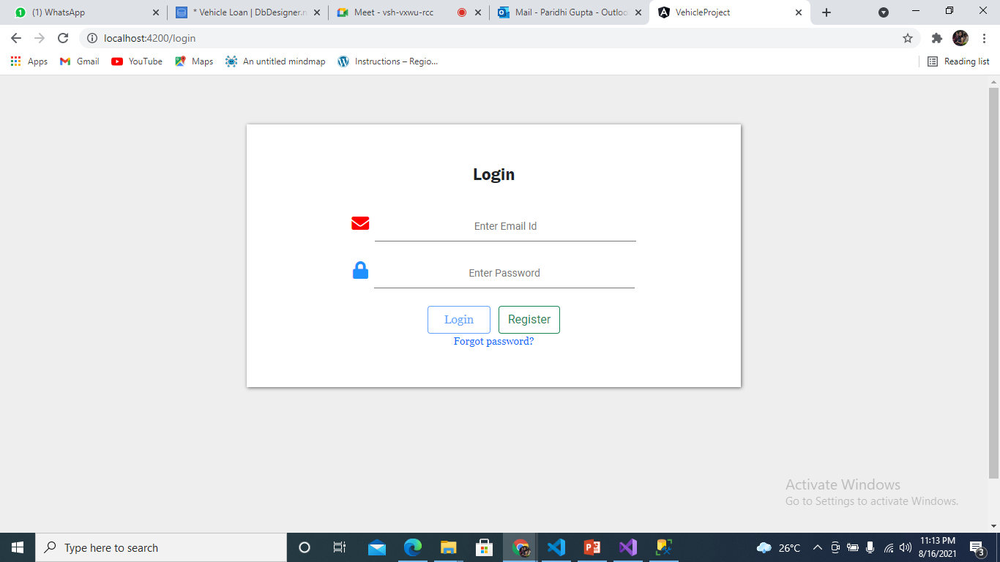 (1) WhatsApp
* Vehicle Loan | DbDesigner.n
Meet - vsh-vxwu-rcc
Mail - Paridhi Gupta - Outloo
VehicleProject
localhost:4200/login
Apps
Gmail
YouTube
Maps
An untitled mindmap
Instructions – Regio...
Reading list
Login
Enter Email Id
Enter Password
Login
Register
Forgot password?
Activate Windows
Go to Settings to activate Windows.
Type here to search
26°C
11:13 PM
8/16/2021
3